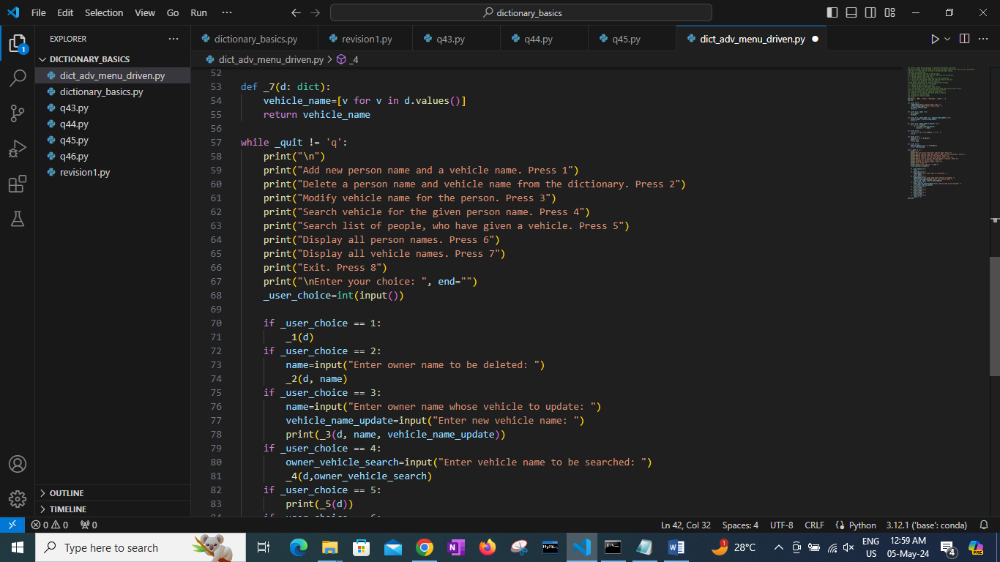 File Edit Selection View Go Run ··· dictionary_basics
EXPLORER ···
DICTIONARY_BASICS
dict_adv_menu_driven.py
dictionary_basics.py
q43.py
q44.py
q45.py
q46.py
revision1.py
OUTLINE
TIMELINE
dictionary_basics.py revision1.py q43.py q44.py q45.py dict_adv_menu_driven.py
dict_adv_menu_driven.py > _4
52
53 def _7(d: dict):
54     vehicle_name=[v for v in d.values()]
55     return vehicle_name
56
57 while _quit != 'q':
58     print("\n")
59     print("Add new person name and a vehicle name. Press 1")
60     print("Delete a person name and vehicle name from the dictionary. Press 2")
61     print("Modify vehicle name for the person. Press 3")
62     print("Search vehicle for the given person name. Press 4")
63     print("Search list of people, who have given a vehicle. Press 5")
64     print("Display all person names. Press 6")
65     print("Display all vehicle names. Press 7")
66     print("Exit. Press 8")
67     print("\nEnter your choice: ", end="")
68     _user_choice=int(input())
69
70     if _user_choice == 1:
71         _1(d)
72     if _user_choice == 2:
73         name=input("Enter owner name to be deleted: ")
74         _2(d, name)
75     if _user_choice == 3:
76         name=input("Enter owner name whose vehicle to update: ")
77         vehicle_name_update=input("Enter new vehicle name: ")
78         print(_3(d, name, vehicle_name_update))
79     if _user_choice == 4:
80         owner_vehicle_search=input("Enter vehicle name to be searched: ")
81         _4(d,owner_vehicle_search)
82     if _user_choice == 5:
83         print(_5(d))
0 0 0 Ln 42, Col 32 Spaces: 4 UTF-8 CRLF Python 3.12.1 ('base': conda)
Type here to search 1 28°C ENG US 12:59 AM 05-May-24 4